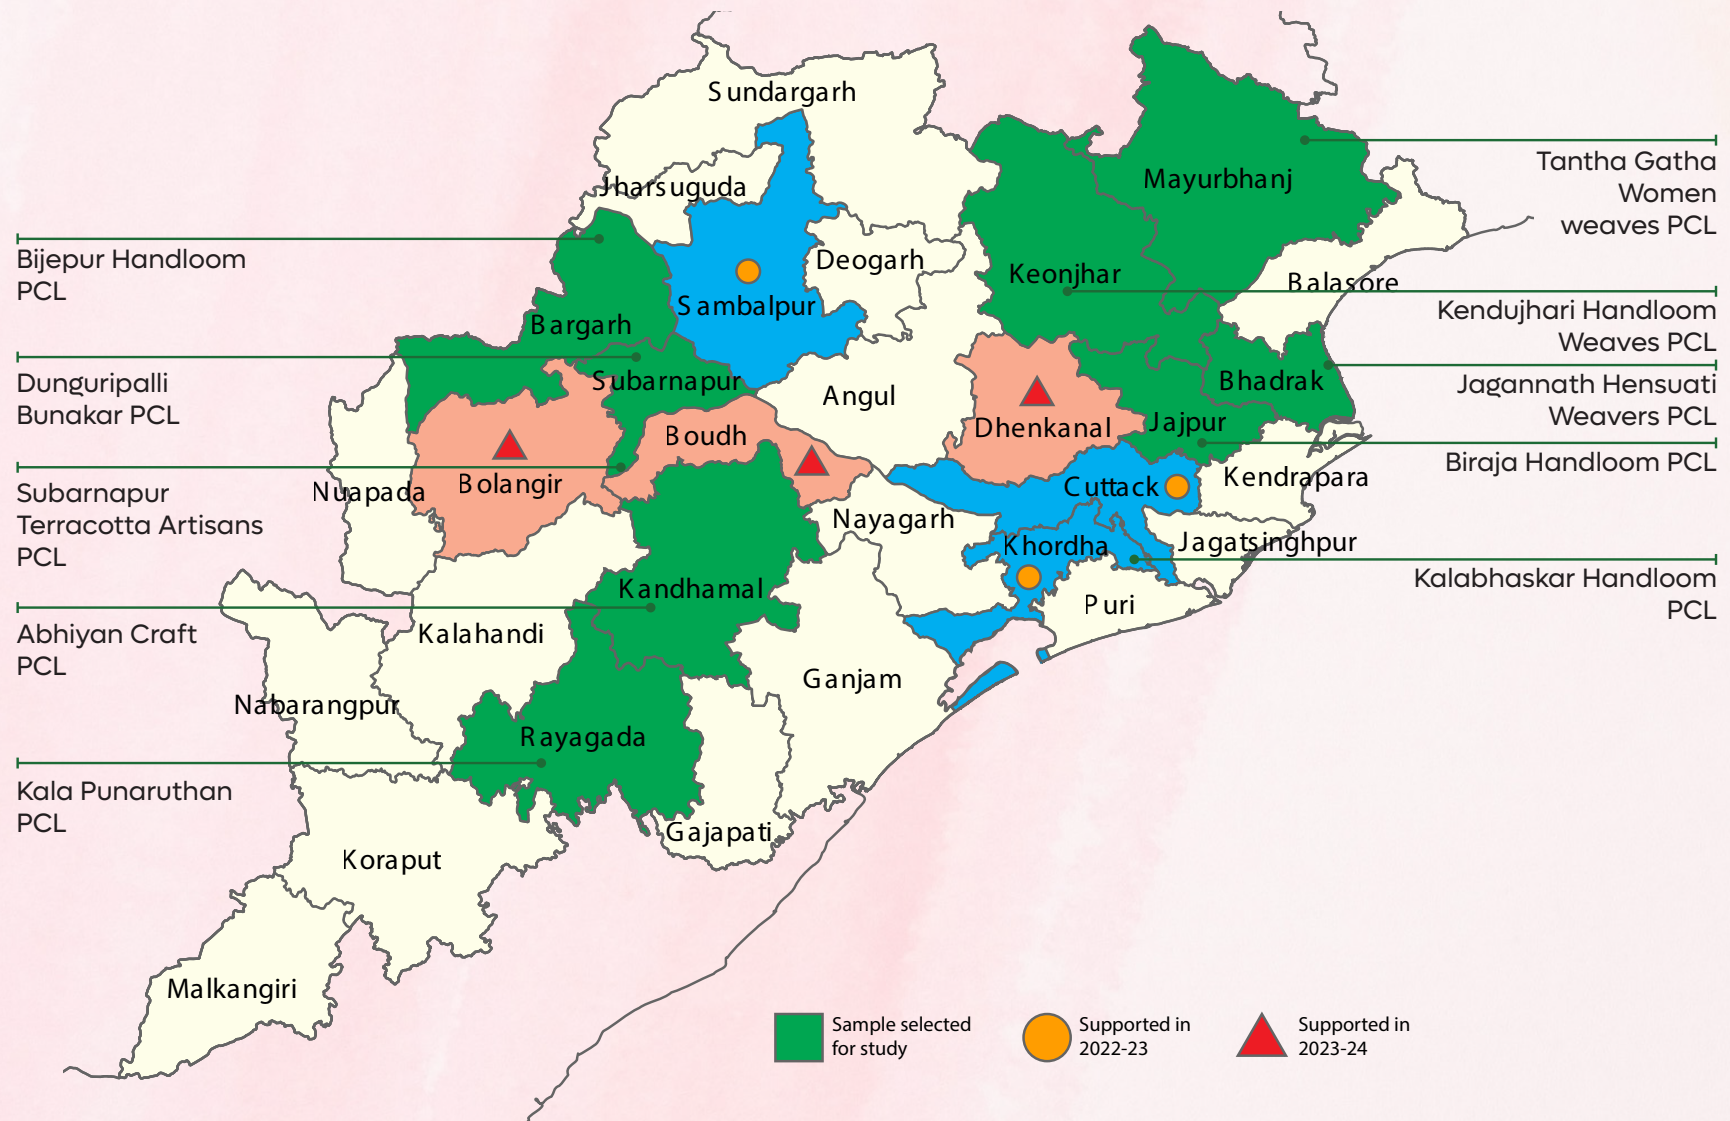 Sundargarh
Jharsuguda
Mayurbhanj
Tantha Gatha
Women
weaves PCL
Bijepur Handloom
PCL
Deogarh
Keonjhar
Balasore
Sambalpur
Bargarh
Kendujhari Handloom
Weaves PCL
Dunguripalli
Bunakar PCL
Subarnapur
Angul
Bhadrak
Jagannath Hensuati
Weavers PCL
Boudh
Dhenkanal
Jajpur
Biraja Handloom PCL
Nuapada
Bolangir
Cuttack
Kendrapara
Subarnapur
Terracotta Artisans
PCL
Nayagarh
Khordha
Jagatsinghpur
Kandhamal
Puri
Kalabhaskar Handloom
PCL
Abhiyan Craft
PCL
Kalahandi
Ganjam
Nabarangpur
Rayagada
Kala Punaruthan
PCL
Gajapati
Koraput
Malkangiri
Sample selected
for study
Supported in
2022-23
Supported in
2023-24